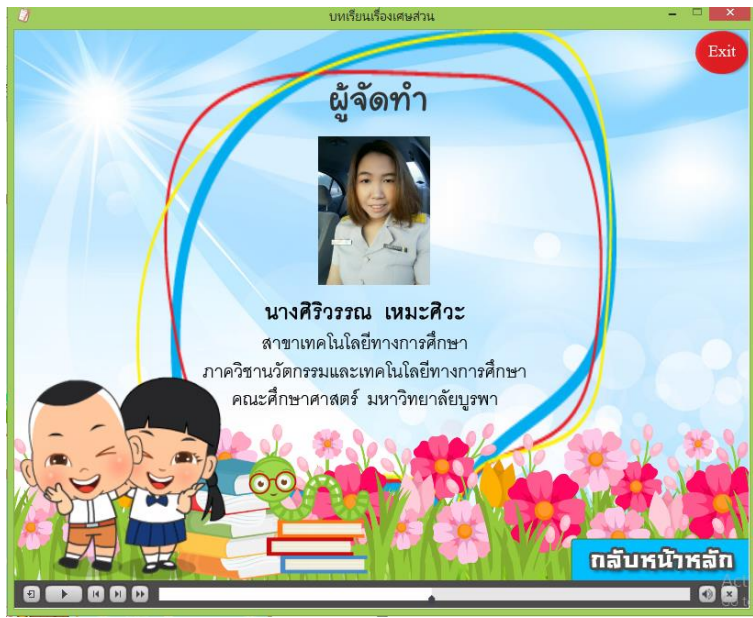 บทเรียนเรื่องเศษส่วน
Exit
ผู้จัดทำ
นางศิริวรรณ เหมะศิวะ
สาขาเทคโนโลยีทางการศึกษา
ภาควิชานวัตกรรมและเทคโนโลยีทางการศึกษา
คณะศึกษาศาสตร์ มหาวิทยาลัยบูรพา
กลับหน้าหลัก